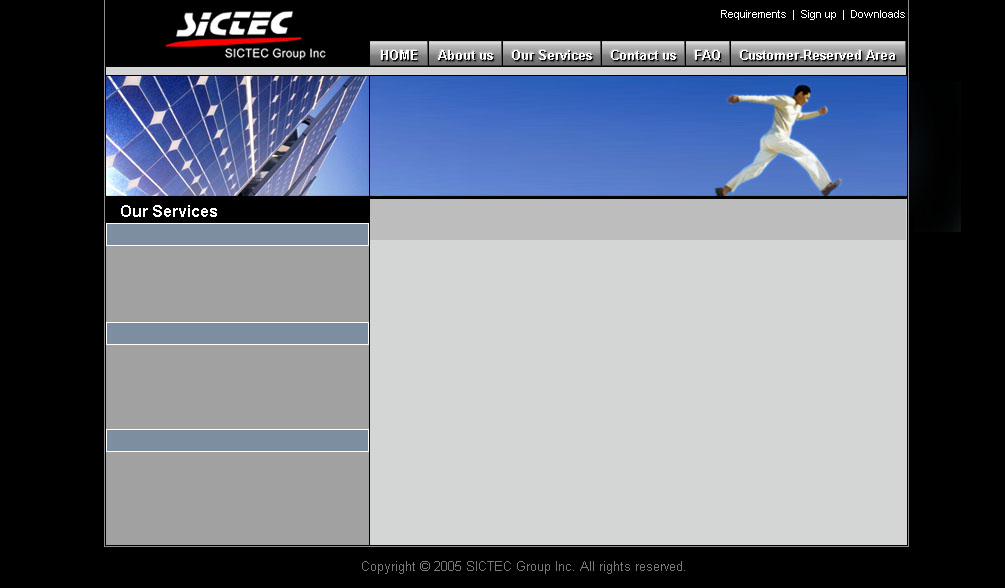 SICTEC
SICTEC Group Inc
Requirements | Sign up | Downloads
HOME About us Our Services Contact us FAQ Customer-Reserved Area
Our Services
Copyright © 2005 SICTEC Group Inc. All rights reserved.